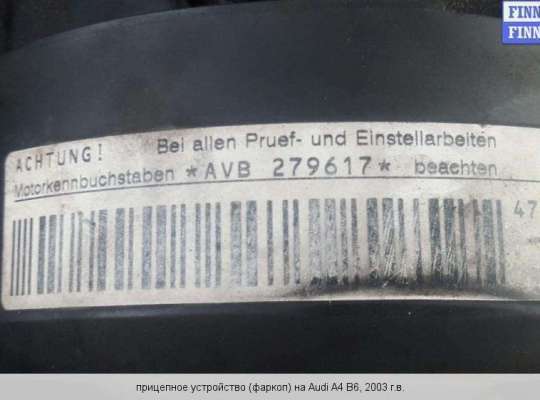 FINN
FINN
ACHTUNG! Bei allen Pruef- und Einstellarbeiten
Motorkennbuchstaben *AVB 279617* beachten
47
прицепное устройство (фаркоп) на Audi A4 B6, 2003 г.в.